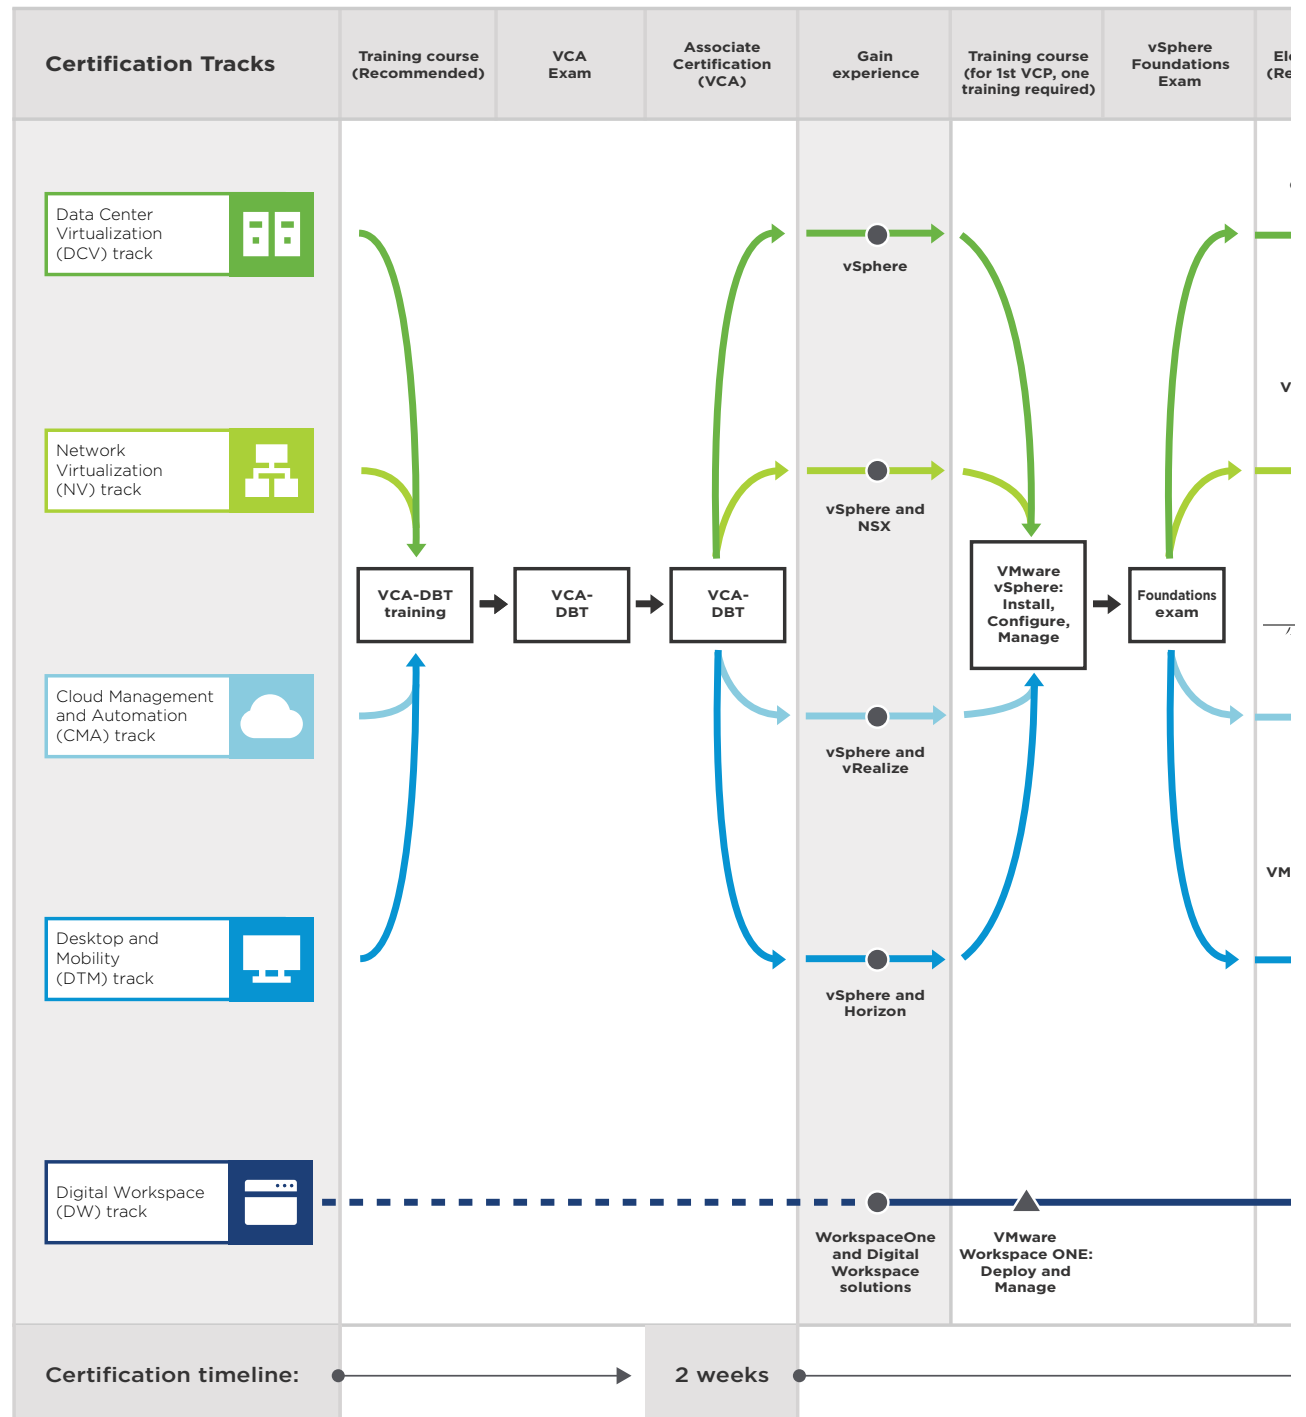 Certification Tracks
Training course
(Recommended)
VCA
Exam
Associate
Certification
(VCA)
Gain
experience
Training course
(for 1st VCP, one
training required)
vSphere
Foundations
Exam
Data Center
Virtualization
(DCV) track
vSphere
Network
Virtualization
(NV) track
vSphere and
NSX
VCA-DBT
training
VCA-
DBT
VCA-
DBT
VMware
vSphere:
Install,
Configure,
Manage
Foundations
exam
Cloud Management
and Automation
(CMA) track
vSphere and
vRealize
Desktop and
Mobility
(DTM) track
vSphere and
Horizon
Digital Workspace
(DW) track
WorkspaceOne
and Digital
Workspace
solutions
VMware
Workspace ONE:
Deploy and
Manage
Certification timeline:
2 weeks